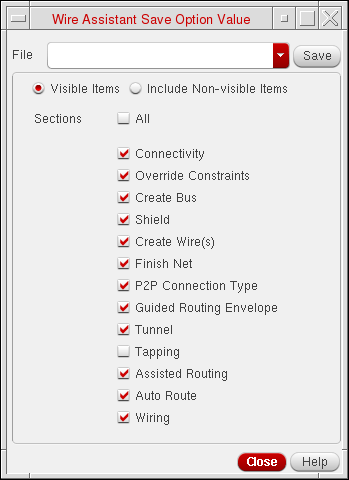 Wire Assistant Save Option Value
File Save
Visible Items Include Non-visible Items
Sections All
Connectivity
Override Constraints
Create Bus
Shield
Create Wire(s)
Finish Net
P2P Connection Type
Guided Routing Envelope
Tunnel
Tapping
Assisted Routing
Auto Route
Wiring
Close Help